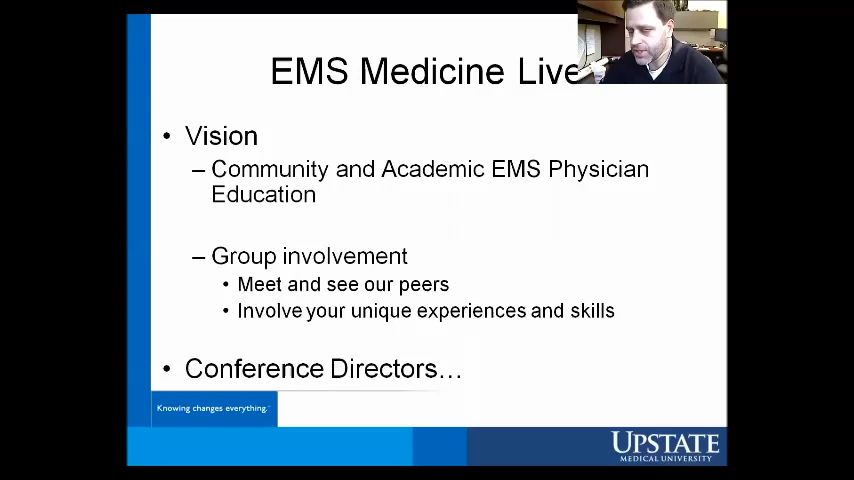 EMS Medicine Live
• Vision
– Community and Academic EMS Physician
Education
– Group involvement
• Meet and see our peers
• Involve your unique experiences and skills
• Conference Directors…
Knowing changes everything.™
UPSTATE
MEDICAL UNIVERSITY